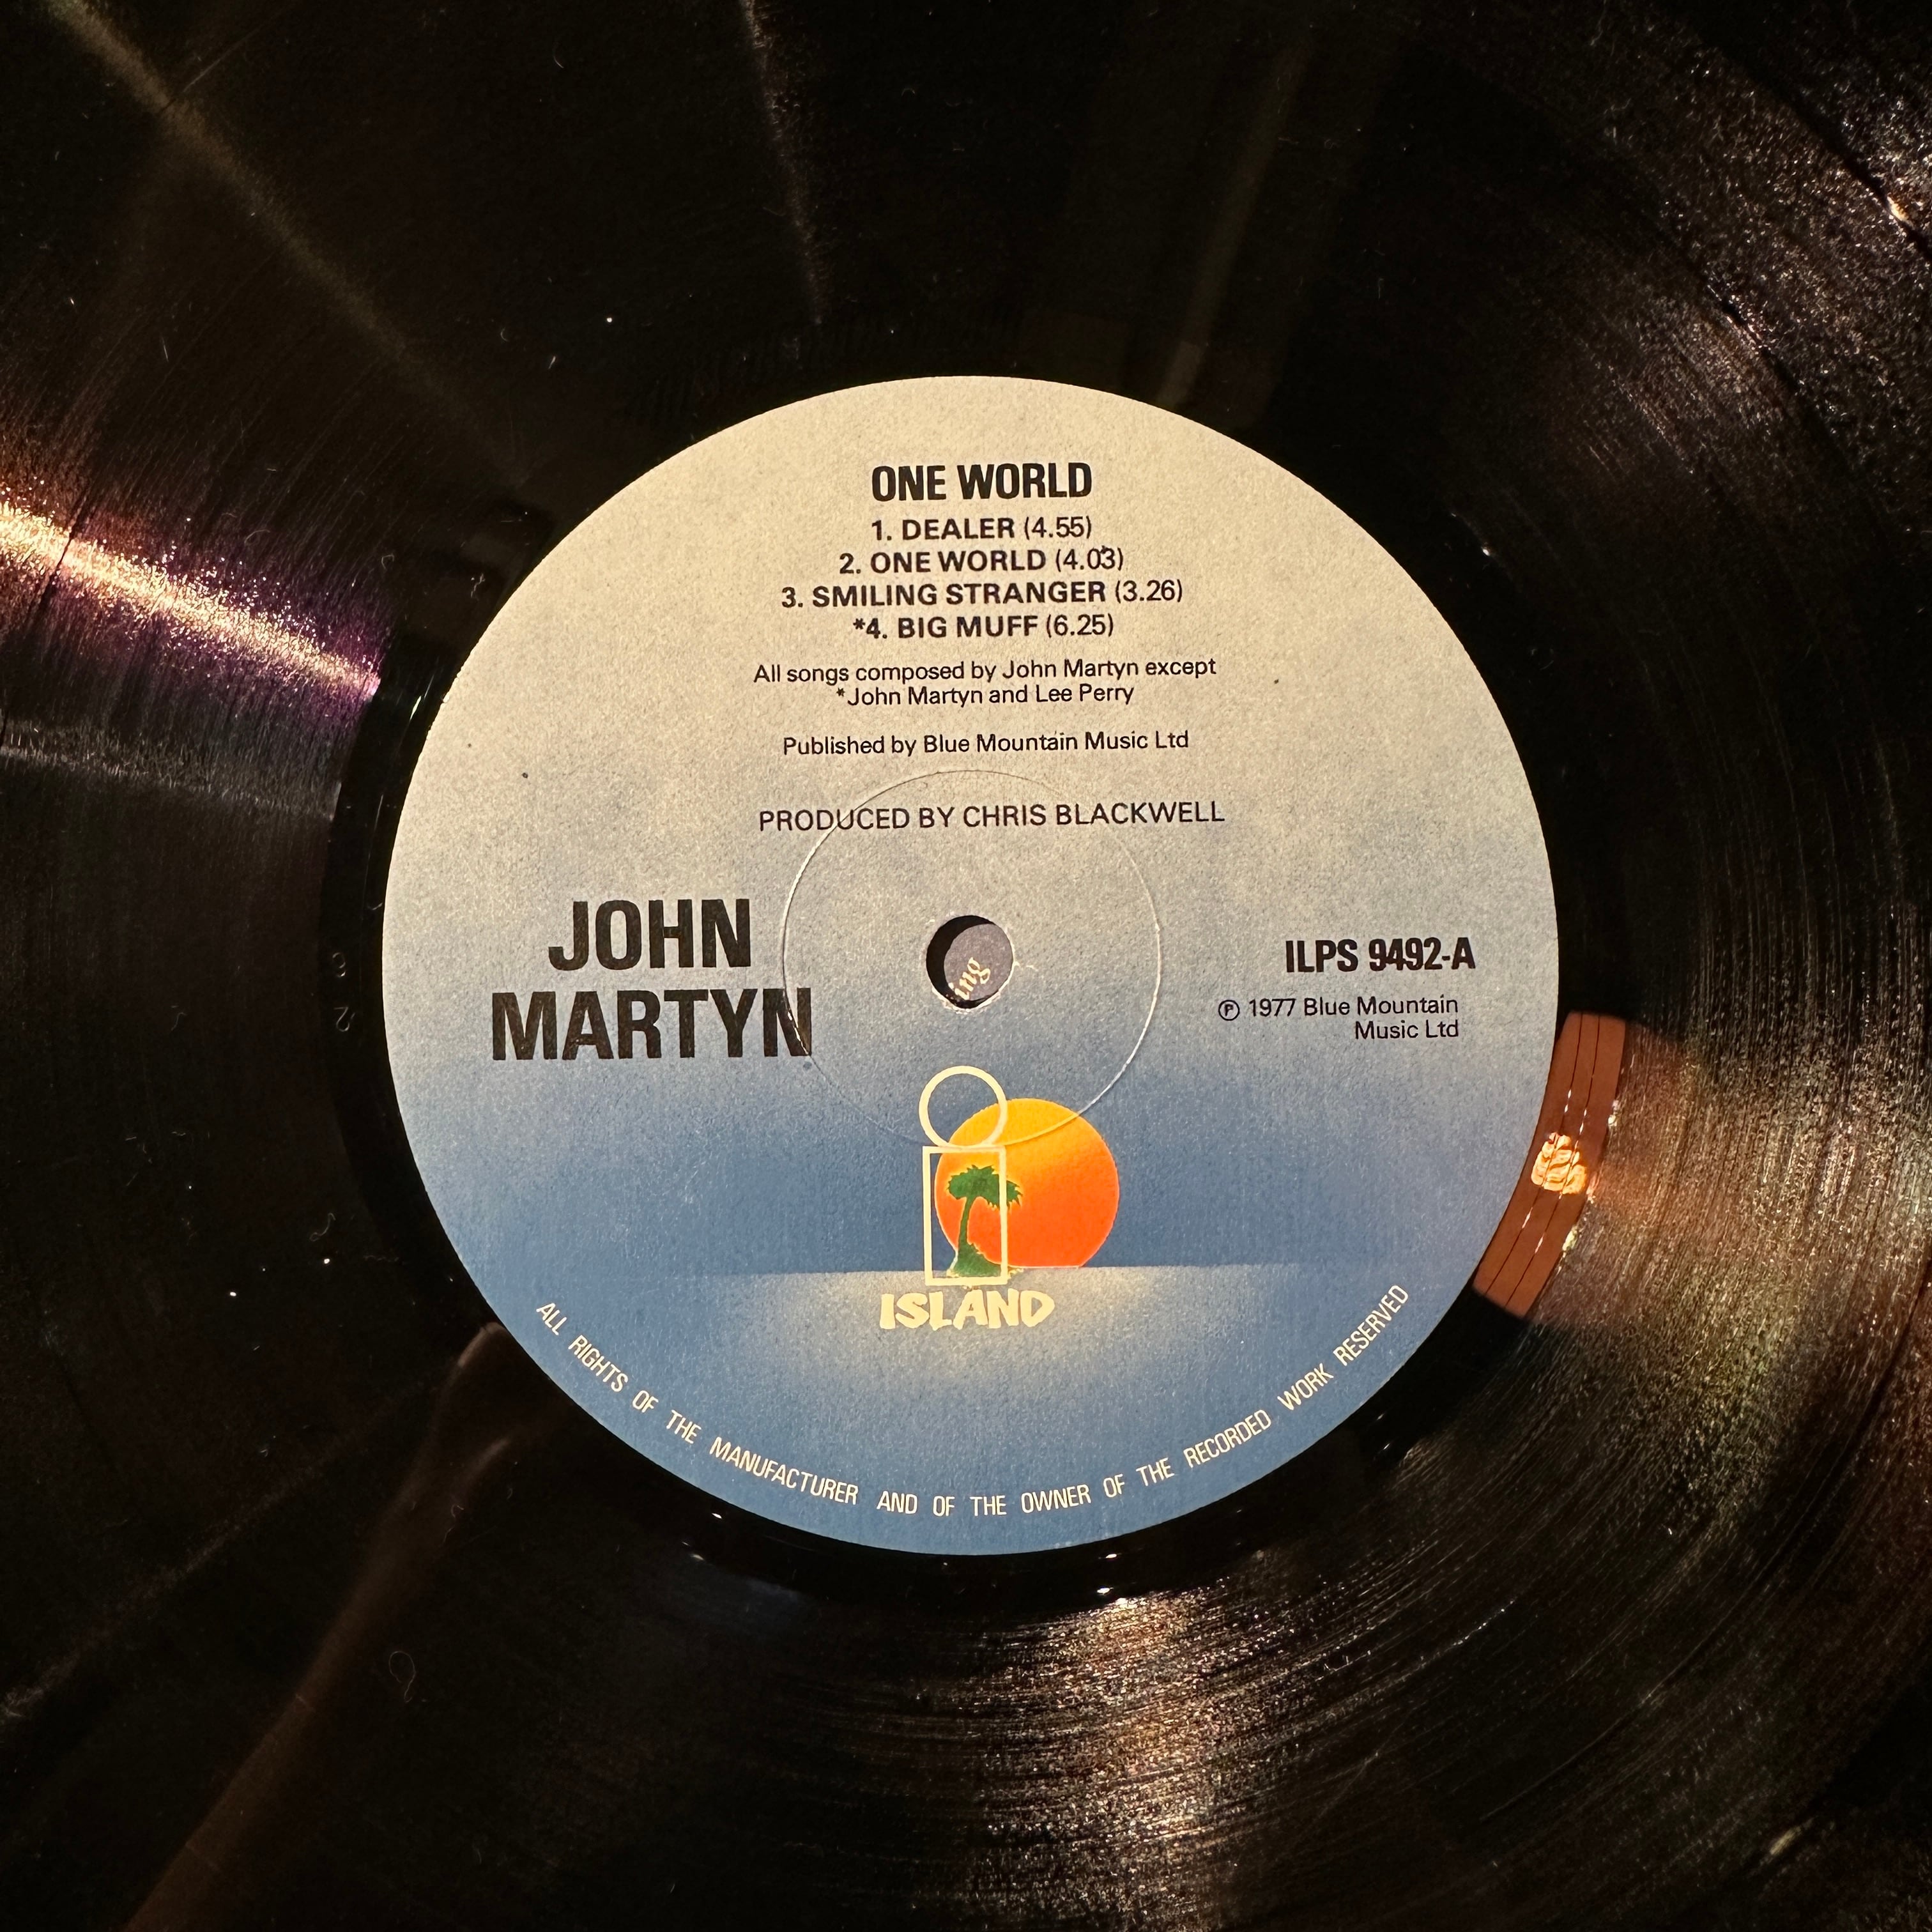 ONE WORLD
1. DEALER (4.55)
2. ONE WORLD (4.03)
3. SMILING STRANGER (3.26)
*4. BIG MUFF (6.25)
All songs composed by John Martyn except
*John Martyn and Lee Perry
Published by Blue Mountain Music Ltd
PRODUCED BY CHRIS BLACKWELL
JOHN
MARTYN
ing
ILPS 9492-A
Ⓟ 1977 Blue Mountain
Music Ltd
ISLAND
ALL RIGHTS OF THE MANUFACTURER AND OF THE OWNER OF THE RECORDED WORK RESERVED